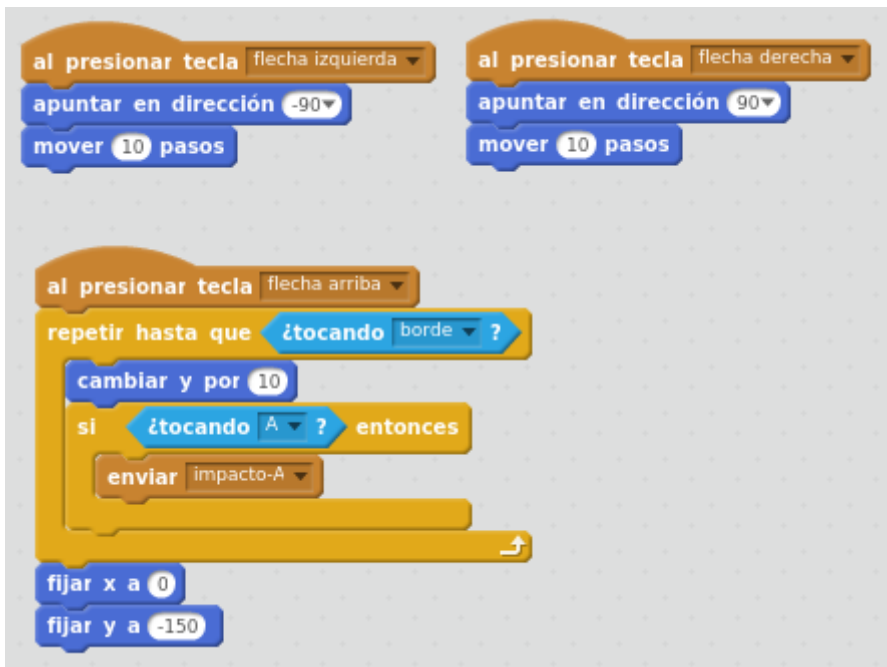 al presionar tecla flecha izquierda
apuntar en dirección -90
mover 10 pasos
al presionar tecla flecha derecha
apuntar en dirección 90
mover 10 pasos
al presionar tecla flecha arriba
repetir hasta que ¿tocando borde ?
cambiar y por 10
si ¿tocando A ? entonces
enviar impacto-A
fijar x a 0
fijar y a -150